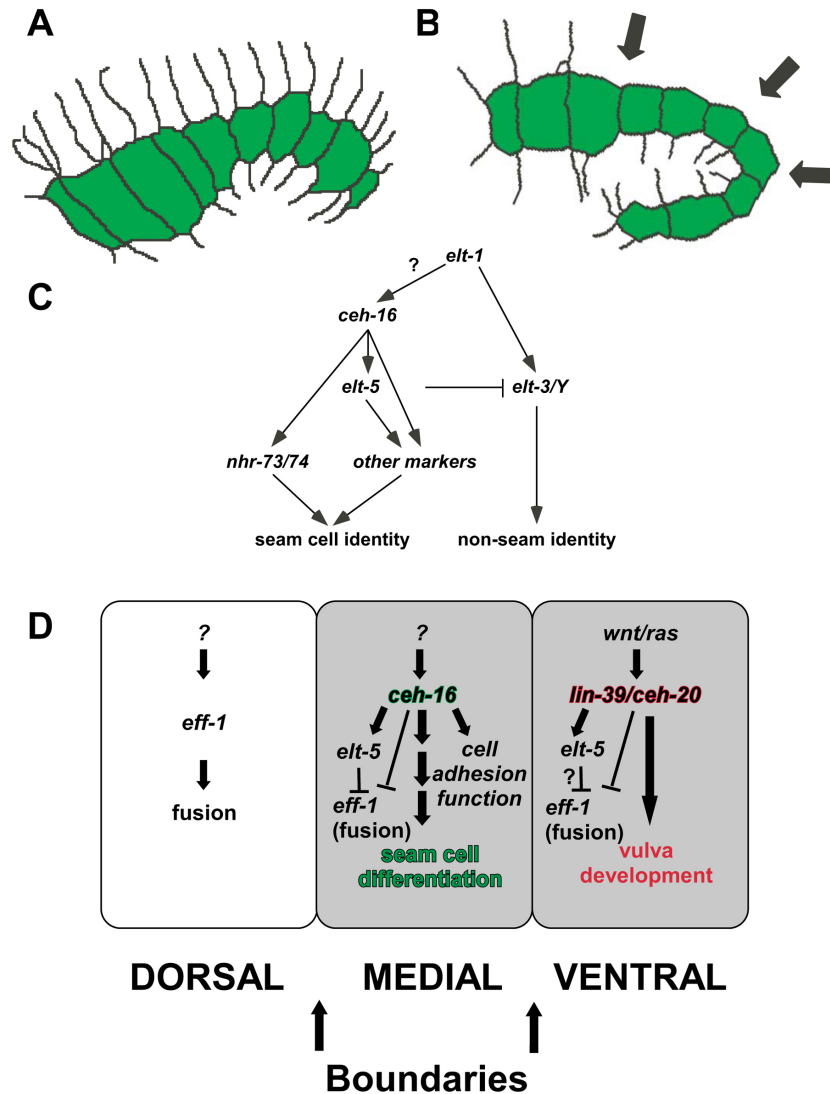 A
B
C
?
elt-1
ceh-16
elt-5
elt-3/Y
nhr-73/74
other markers
seam cell identity
non-seam identity
D
?
eff-1
fusion
?
ceh-16
elt-5
cell
adhesion
function
eff-1
(fusion)
seam cell
differentiation
wnt/ras
lin-39/ceh-20
elt-5
?
eff-1
(fusion)
vulva
development
DORSAL
MEDIAL
VENTRAL
Boundaries